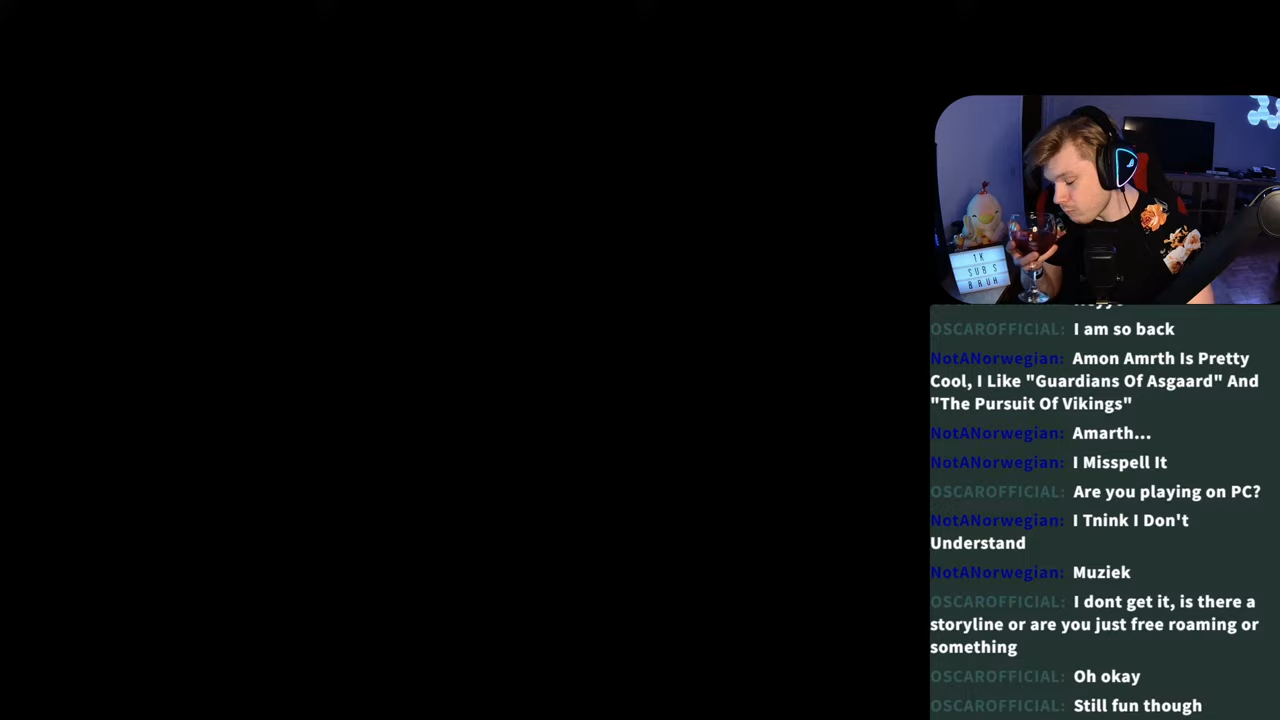 1K
SUBS
BRUH
OSCAROFFICIAL: I am so back
NotANorwegian: Amon Amrth Is Pretty
Cool, I Like "Guardians Of Asgaard" And
"The Pursuit Of Vikings"
NotANorwegian: Amarth...
NotANorwegian: I Misspell It
OSCAROFFICIAL: Are you playing on PC?
NotANorwegian: I Tnink I Don't
Understand
NotANorwegian: Muziek
OSCAROFFICIAL: I dont get it, is there a
storyline or are you just free roaming or
something
OSCAROFFICIAL: Oh okay
OSCAROFFICIAL: Still fun though